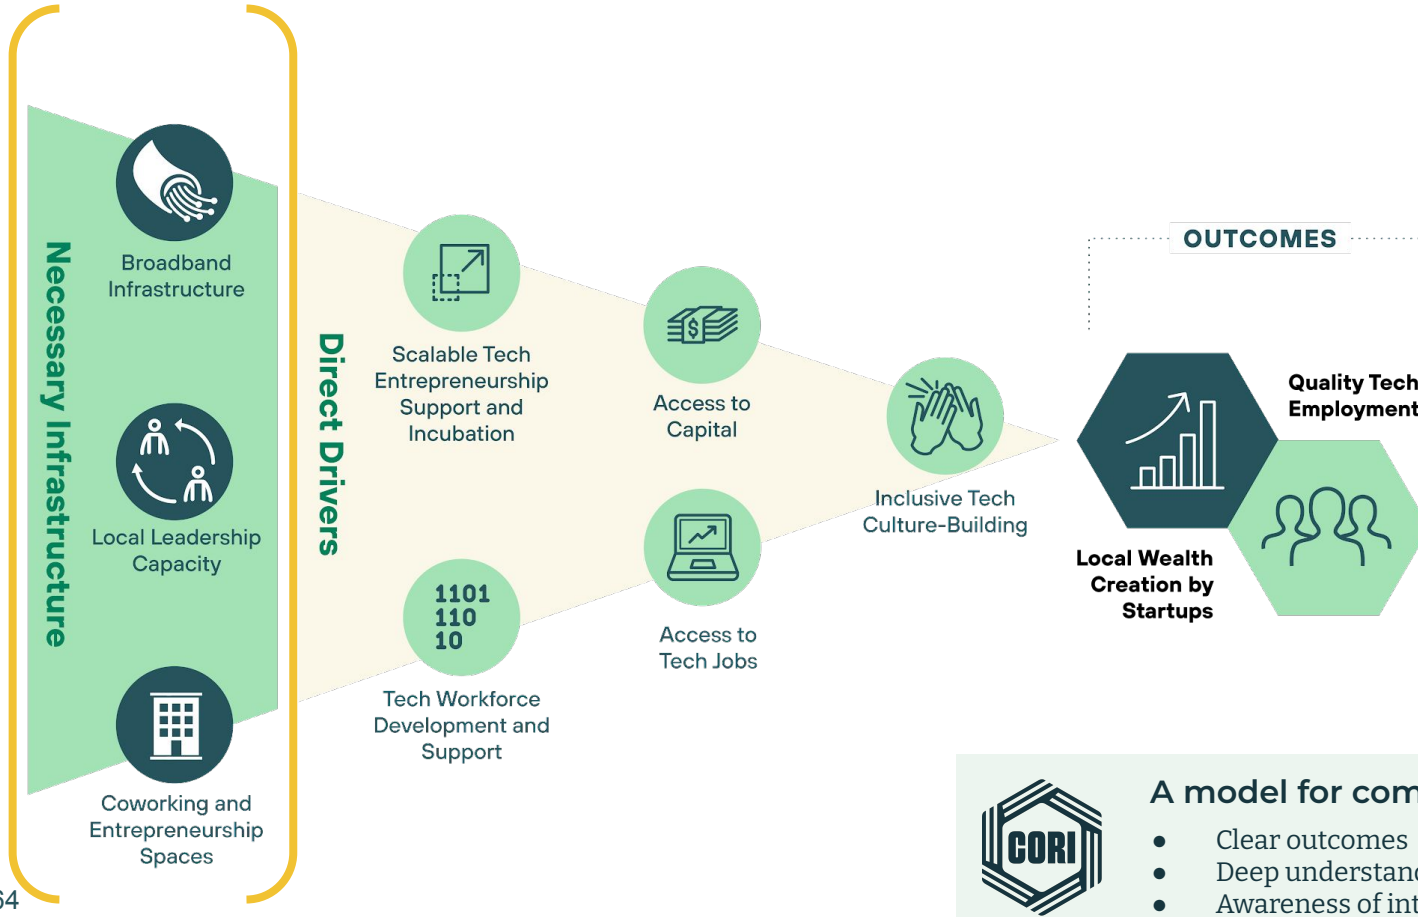 Necessary Infrastructure
Broadband
Infrastructure
Local Leadership
Capacity
Coworking and
Entrepreneurship
Spaces
Direct Drivers
Scalable Tech
Entrepreneurship
Support and
Incubation
1101
110
10
Tech Workforce
Development and
Support
$
Access to
Capital
Access to
Tech Jobs
Inclusive Tech
Culture-Building
OUTCOMES
Quality Tech
Employment
Local Wealth
Creation by
Startups
CORI
A model for com
● Clear outcomes
● Deep understand
● Awareness of int
64